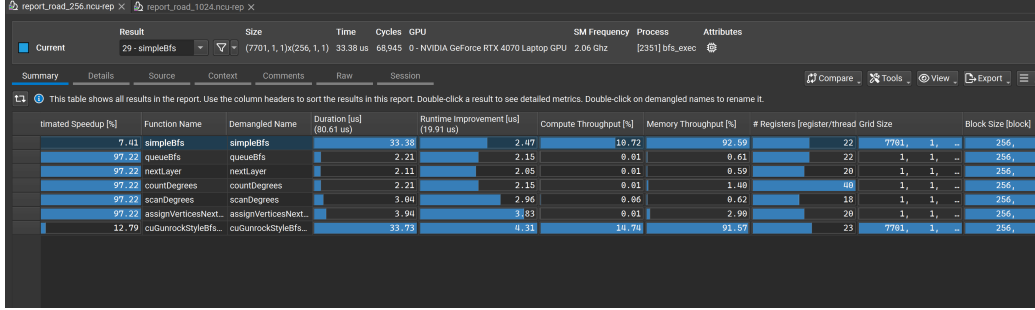 report_road_256.ncu-rep × report_road_1024.ncu-rep ×
Result Size Time Cycles GPU SM Frequency Process Attributes
Current 29 - simpleBfs (7701, 1, 1)x(256, 1, 1) 33.38 us 68,945 0 - NVIDIA GeForce RTX 4070 Laptop GPU 2.06 Ghz [2351] bfs_exec
Summary Details Source Context Comments Raw Session Compare Tools View Export
This table shows all results in the report. Use the column headers to sort the results in this report. Double-click a result to see detailed metrics. Double-click on demangled names to rename it.
timated Speedup [%] Function Name Demangled Name Duration [us] Runtime Improvement [us] Compute Throughput [%] Memory Throughput [%] # Registers [register/thread Grid Size Block Size [block]
(80.61 us) (19.91 us)
7.41 simpleBfs simpleBfs 33.38 2.47 10.72 92.59 22 7701, 1, … 256,
97.22 queueBfs queueBfs 2.21 2.15 0.01 0.61 22 1, 1, … 256,
97.22 nextLayer nextLayer 2.11 2.05 0.01 0.59 20 1, 1, … 256,
97.22 countDegrees countDegrees 2.21 2.15 0.01 1.40 40 1, 1, … 256,
97.22 scanDegrees scanDegrees 3.04 2.96 0.06 0.62 18 1, 1, … 256,
97.22 assignVerticesNext... assignVerticesNext... 3.94 3.83 0.01 2.90 20 1, 1, … 256,
12.79 cuGunrockStyleBfs... cuGunrockStyleBfs... 33.73 4.31 14.74 91.57 23 7701, 1, … 256,